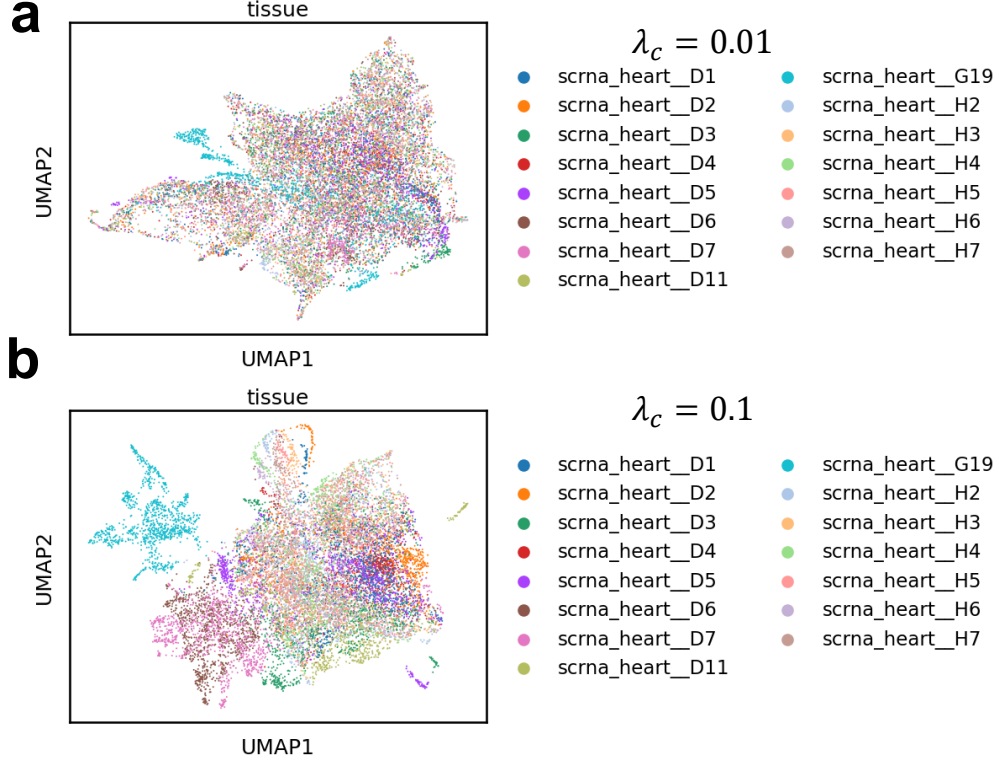 a
tissue
UMAP2
UMAP1
λc = 0.01
scrna_heart__D1
scrna_heart__D2
scrna_heart__D3
scrna_heart__D4
scrna_heart__D5
scrna_heart__D6
scrna_heart__D7
scrna_heart__D11
scrna_heart__G19
scrna_heart__H2
scrna_heart__H3
scrna_heart__H4
scrna_heart__H5
scrna_heart__H6
scrna_heart__H7
b
tissue
UMAP2
UMAP1
λc = 0.1
scrna_heart__D1
scrna_heart__D2
scrna_heart__D3
scrna_heart__D4
scrna_heart__D5
scrna_heart__D6
scrna_heart__D7
scrna_heart__D11
scrna_heart__G19
scrna_heart__H2
scrna_heart__H3
scrna_heart__H4
scrna_heart__H5
scrna_heart__H6
scrna_heart__H7